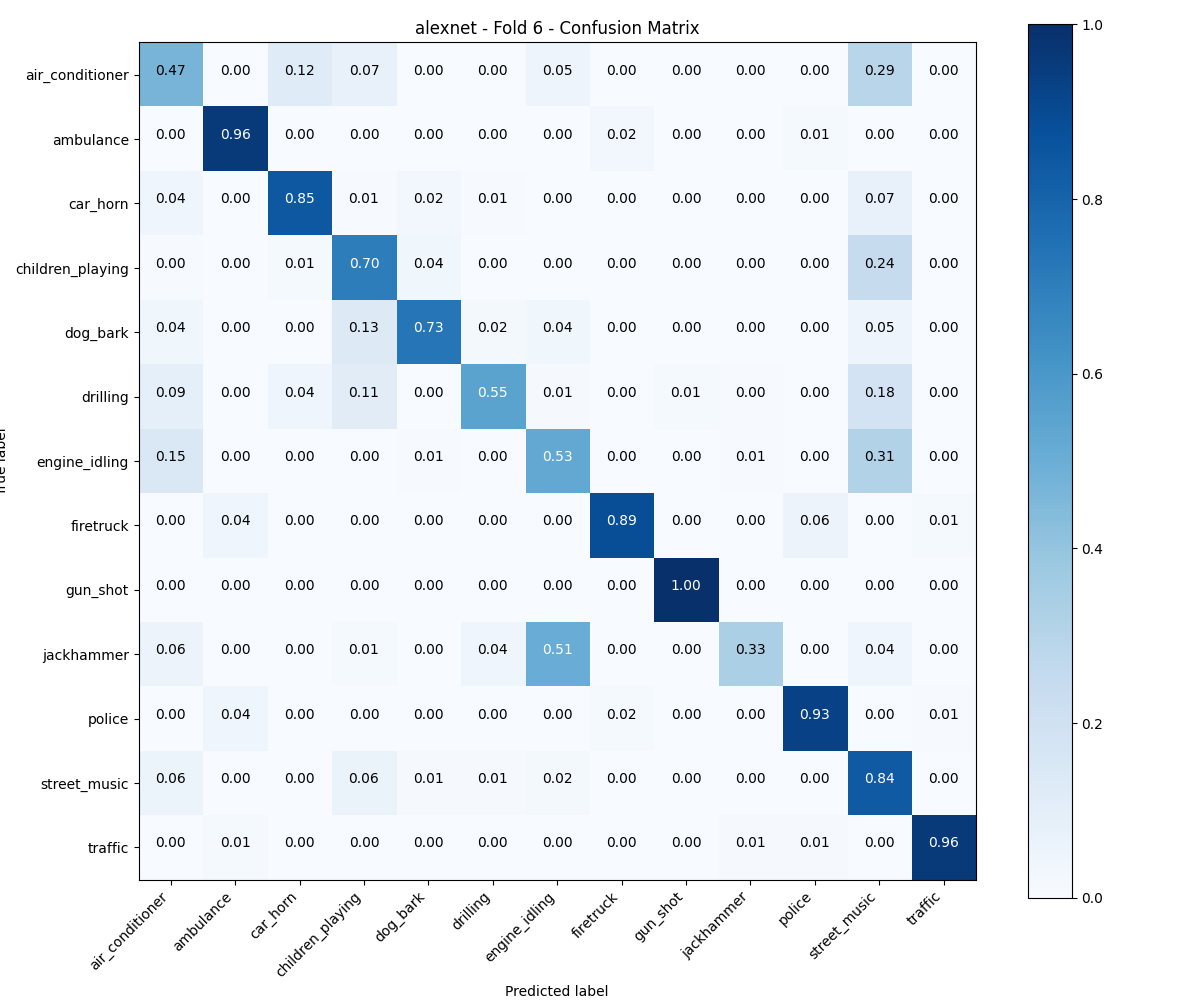 alexnet - Fold 6 - Confusion Matrix
air_conditioner 0.47 0.00 0.12 0.07 0.00 0.00 0.05 0.00 0.00 0.00 0.00 0.29 0.00
ambulance 0.00 0.96 0.00 0.00 0.00 0.00 0.00 0.02 0.00 0.00 0.01 0.00 0.00
car_horn 0.04 0.00 0.85 0.01 0.02 0.01 0.00 0.00 0.00 0.00 0.00 0.07 0.00
children_playing 0.00 0.00 0.01 0.70 0.04 0.00 0.00 0.00 0.00 0.00 0.00 0.24 0.00
dog_bark 0.04 0.00 0.00 0.13 0.73 0.02 0.04 0.00 0.00 0.00 0.00 0.05 0.00
drilling 0.09 0.00 0.04 0.11 0.00 0.55 0.01 0.00 0.01 0.00 0.00 0.18 0.00
engine_idling 0.15 0.00 0.00 0.00 0.01 0.00 0.53 0.00 0.00 0.01 0.00 0.31 0.00
firetruck 0.00 0.04 0.00 0.00 0.00 0.00 0.00 0.89 0.00 0.00 0.06 0.00 0.01
gun_shot 0.00 0.00 0.00 0.00 0.00 0.00 0.00 0.00 1.00 0.00 0.00 0.00 0.00
jackhammer 0.06 0.00 0.00 0.01 0.00 0.04 0.51 0.00 0.00 0.33 0.00 0.04 0.00
police 0.00 0.04 0.00 0.00 0.00 0.00 0.00 0.02 0.00 0.00 0.93 0.00 0.01
street_music 0.06 0.00 0.00 0.06 0.01 0.01 0.02 0.00 0.00 0.00 0.00 0.84 0.00
traffic 0.00 0.01 0.00 0.00 0.00 0.00 0.00 0.00 0.00 0.01 0.01 0.00 0.96
air_conditioner ambulance car_horn children_playing dog_bark drilling engine_idling firetruck gun_shot jackhammer police street_music traffic
Predicted label
1.0
0.8
0.6
0.4
0.2
0.0